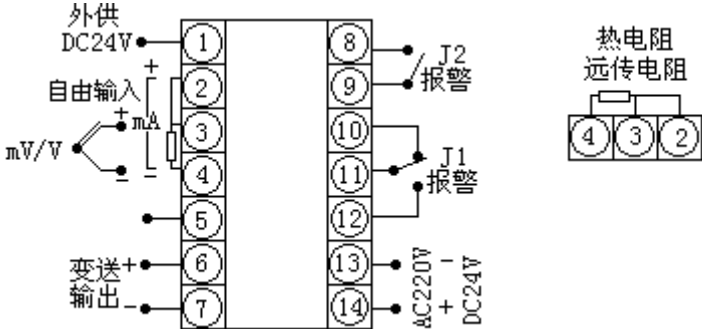 外供
DC24V
+
自由输入
+
mA
mV/V
-
-
变送+
输出-
1
2
3
4
5
6
7
8
9
10
11
12
13
14
J2
报警
J1
报警
AC220V
- +
DC24V
热电阻
远传电阻
4 3 2